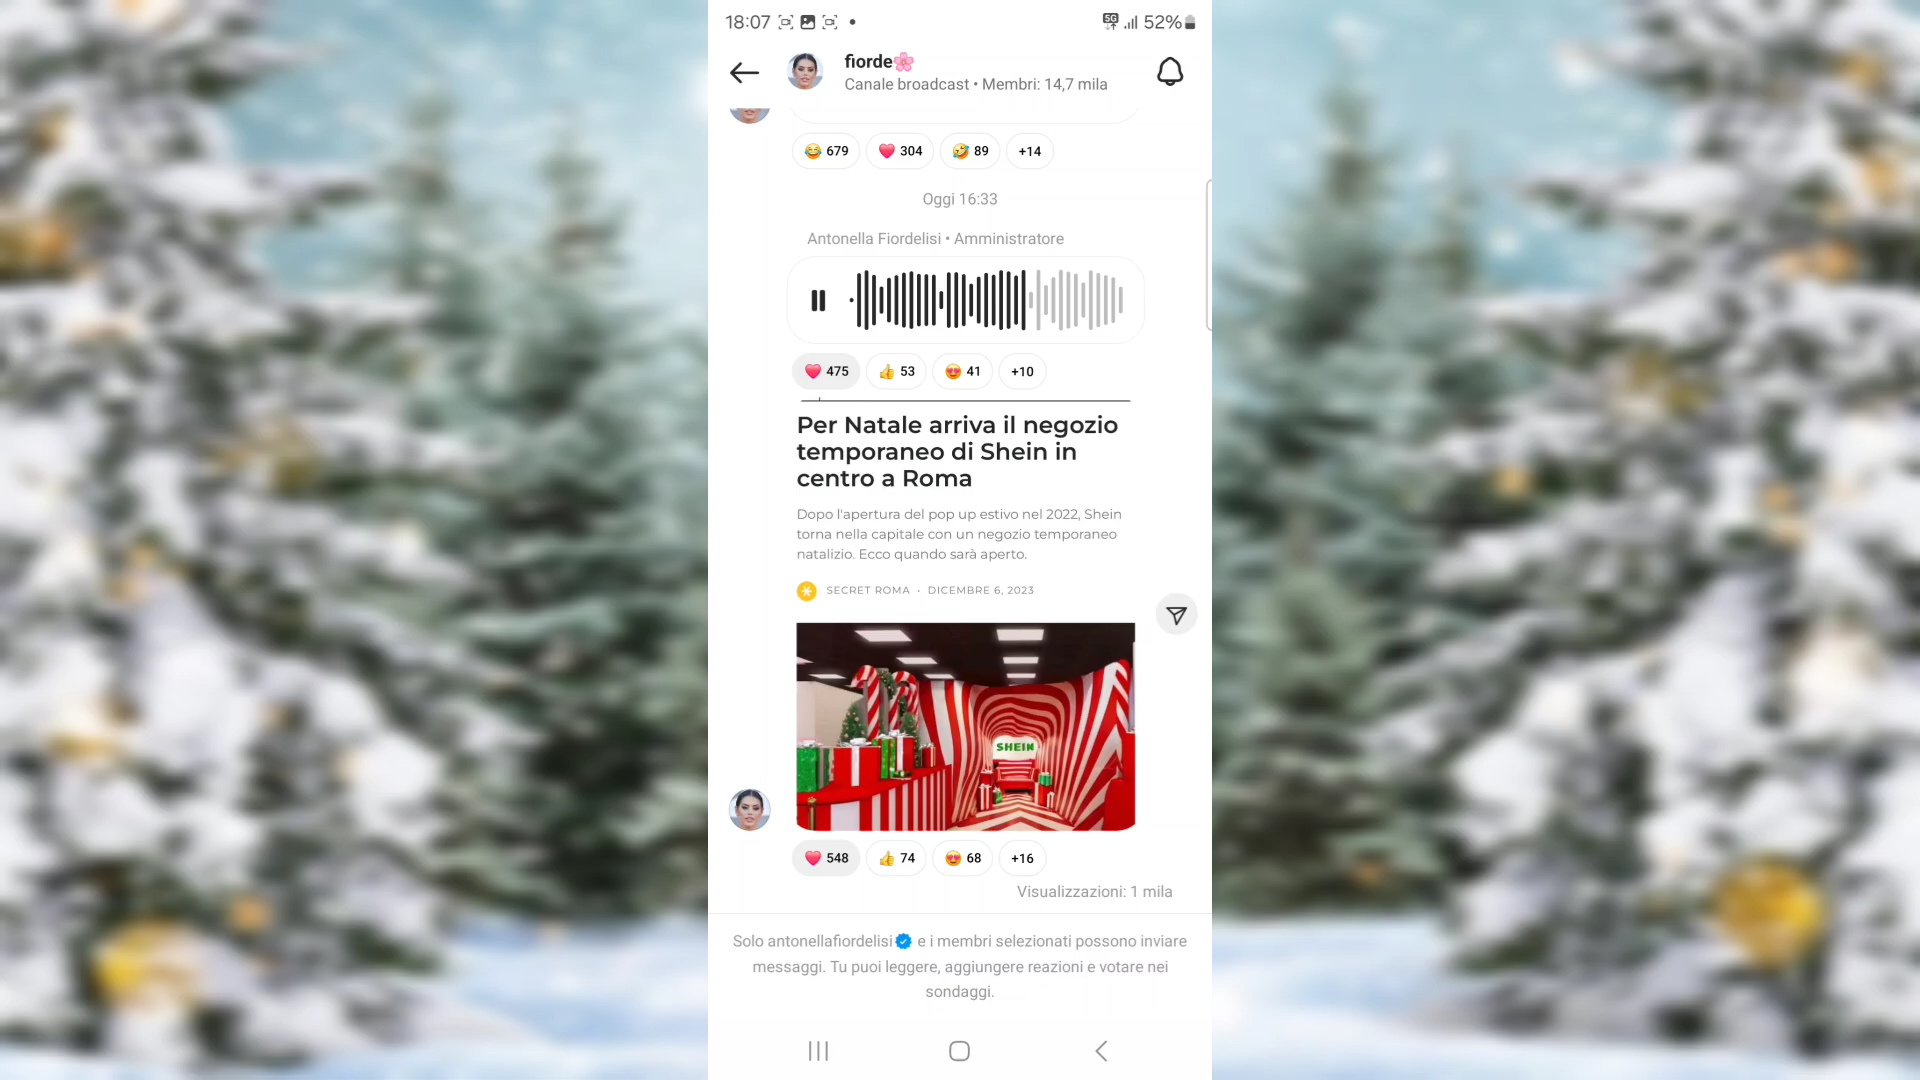 18:07
5G
52%
fiorde🌸
Canale broadcast • Membri: 14,7 mila
😂 679 ❤️ 304 🤣 89 +14
Oggi 16:33
Antonella Fiordelisi • Amministratore
❤️ 475 👍 53 😍 41 +10
Per Natale arriva il negozio
temporaneo di Shein in
centro a Roma
Dopo l'apertura del pop up estivo nel 2022, Shein
torna nella capitale con un negozio temporaneo
natalizio. Ecco quando sarà aperto.
SECRET ROMA · DICEMBRE 6, 2023
SHEIN
❤️ 548 👍 74 😍 68 +16
Visualizzazioni: 1 mila
Solo antonellafiordelisi e i membri selezionati possono inviare
messaggi. Tu puoi leggere, aggiungere reazioni e votare nei
sondaggi.